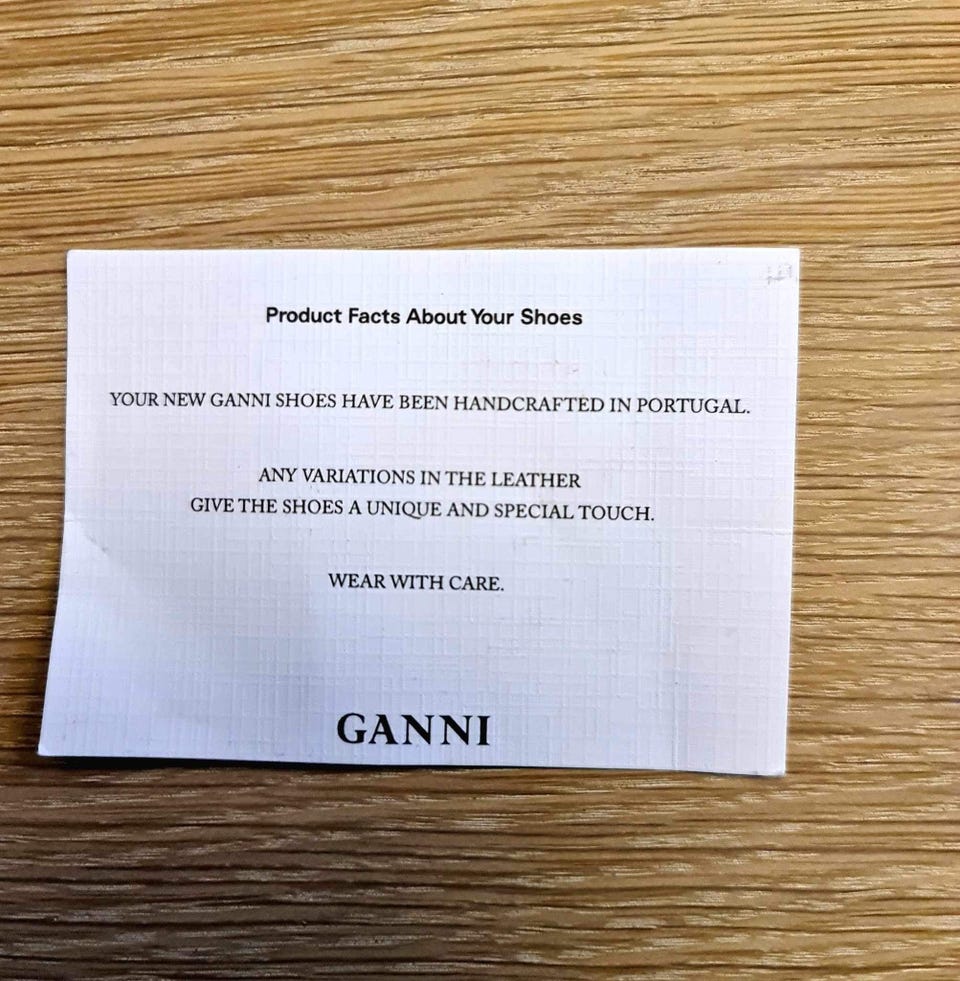 Product Facts About Your Shoes
YOUR NEW GANNI SHOES HAVE BEEN HANDCRAFTED IN PORTUGAL.
ANY VARIATIONS IN THE LEATHER
GIVE THE SHOES A UNIQUE AND SPECIAL TOUCH.
WEAR WITH CARE.
GANNI